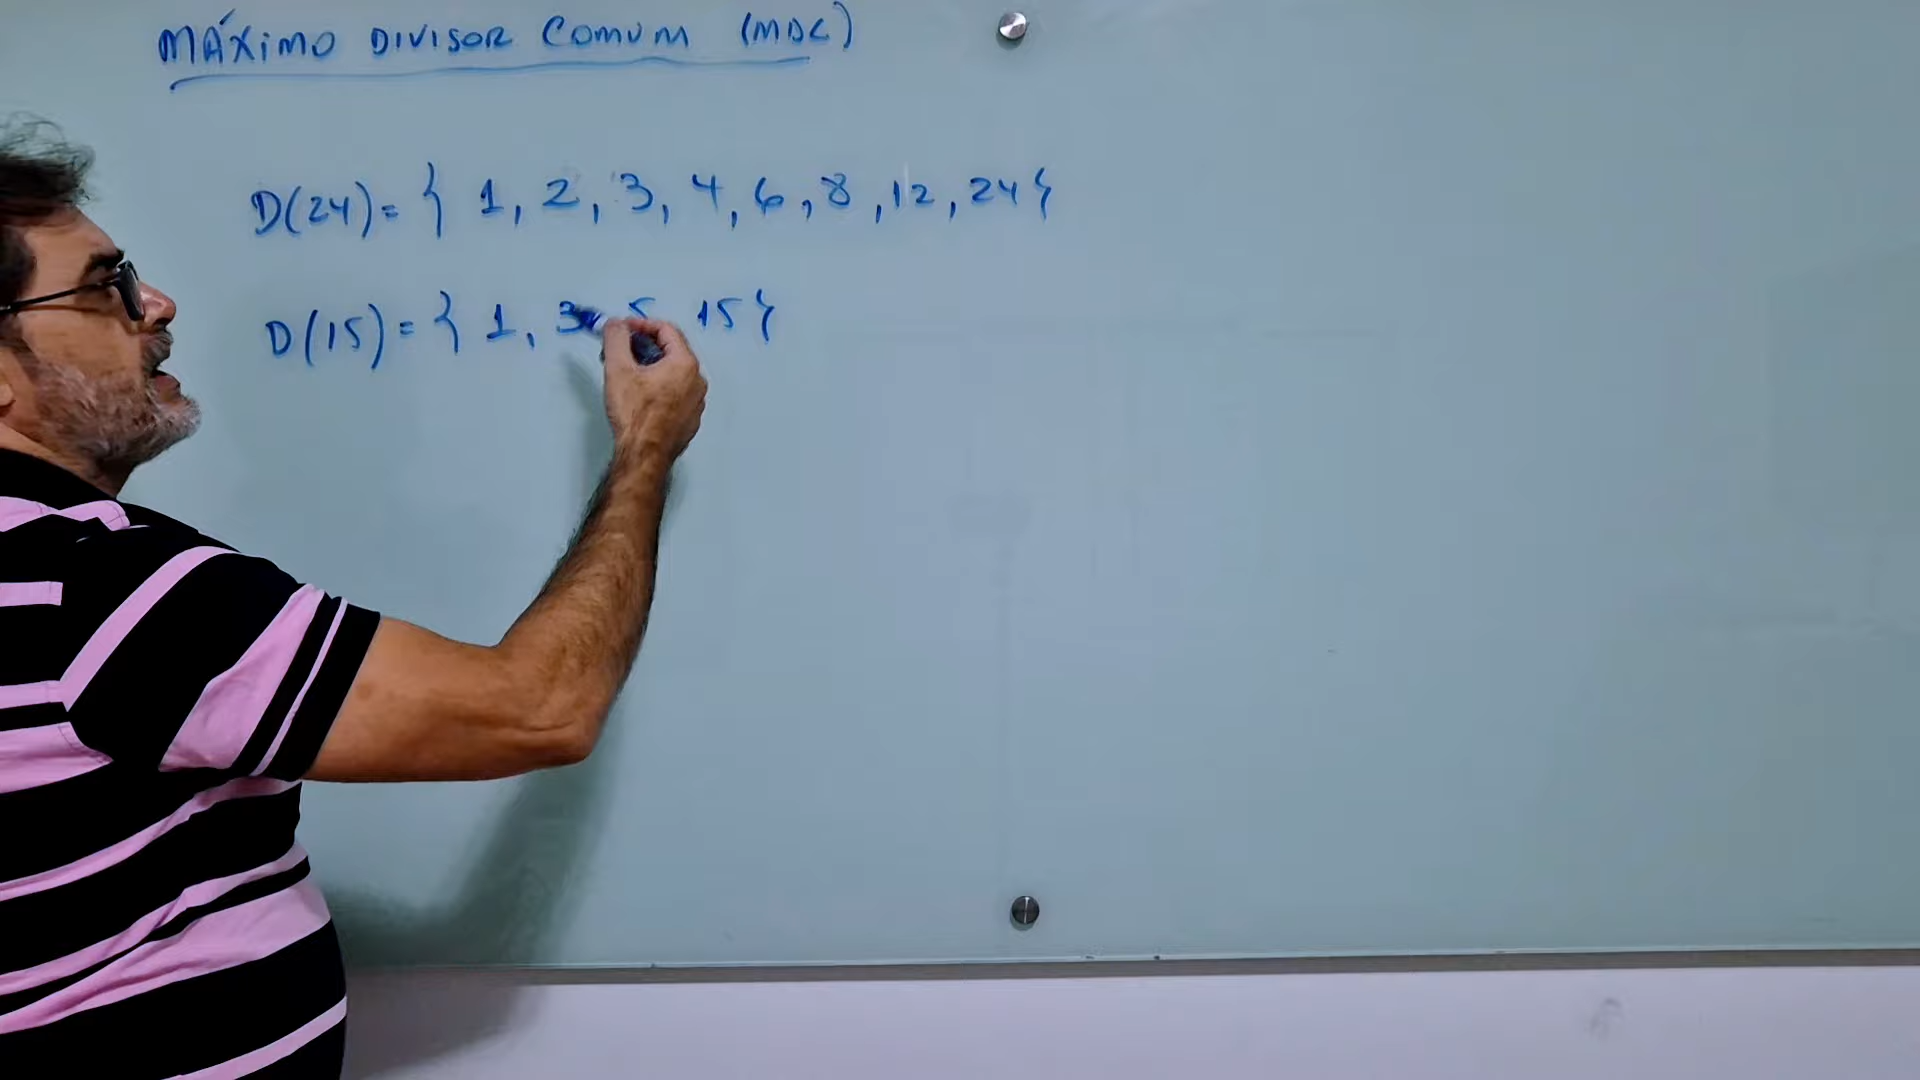 MÁXIMO DIVISOR COMUM (MDC)
D(24) = { 1, 2, 3, 4, 6, 8, 12, 24}
D(15) = { 1, 3, 5, 15}